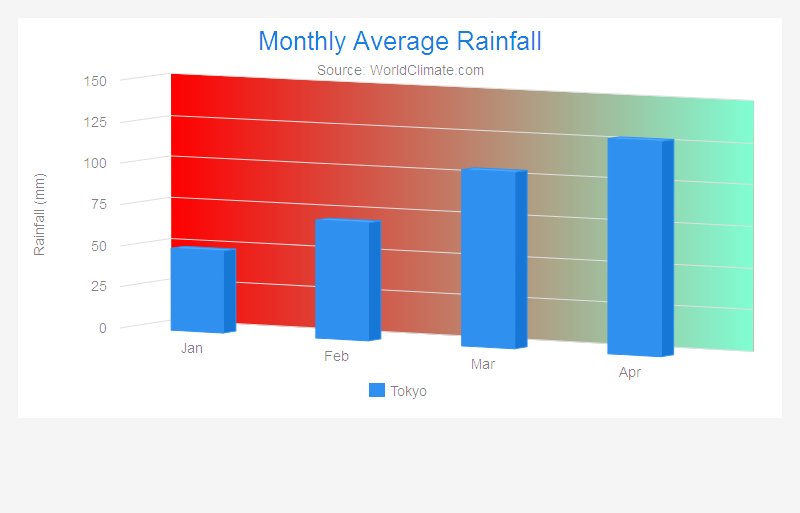 Monthly Average Rainfall
Source: WorldClimate.com
Rainfall (mm)
150
125
100
75
50
25
0
Jan
Feb
Mar
Apr
Tokyo